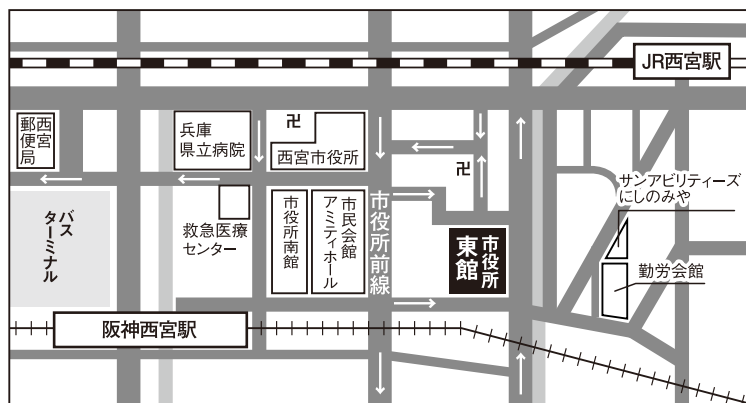 JR西宮駅
西宮
郵便局
兵庫
県立病院
卍
西宮市役所
卍
サンアビリティーズ
にしのみや
バス
ターミナル
救急医療
センター
市役所南館
市民会館
アミティホール
市役所前線
市役所
東館
勤労会館
阪神西宮駅